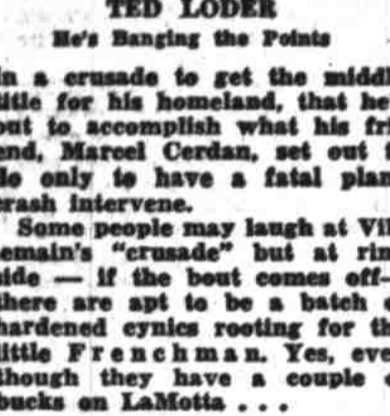 TED LODER
He's Banging the Points
in a crusade to get the middl
title for his homeland, that he
out to accomplish what his fr
end, Marcel Cerdan, set out t
do only to have a fatal plan
crash intervene.
Some people may laugh at Vil
lemain's "crusade" but at rin
side — if the bout comes off—
there are apt to be a batch
hardened cynics rooting for th
little Frenchman. Yes, eve
though they have a couple o
bucks on LaMotta . . .